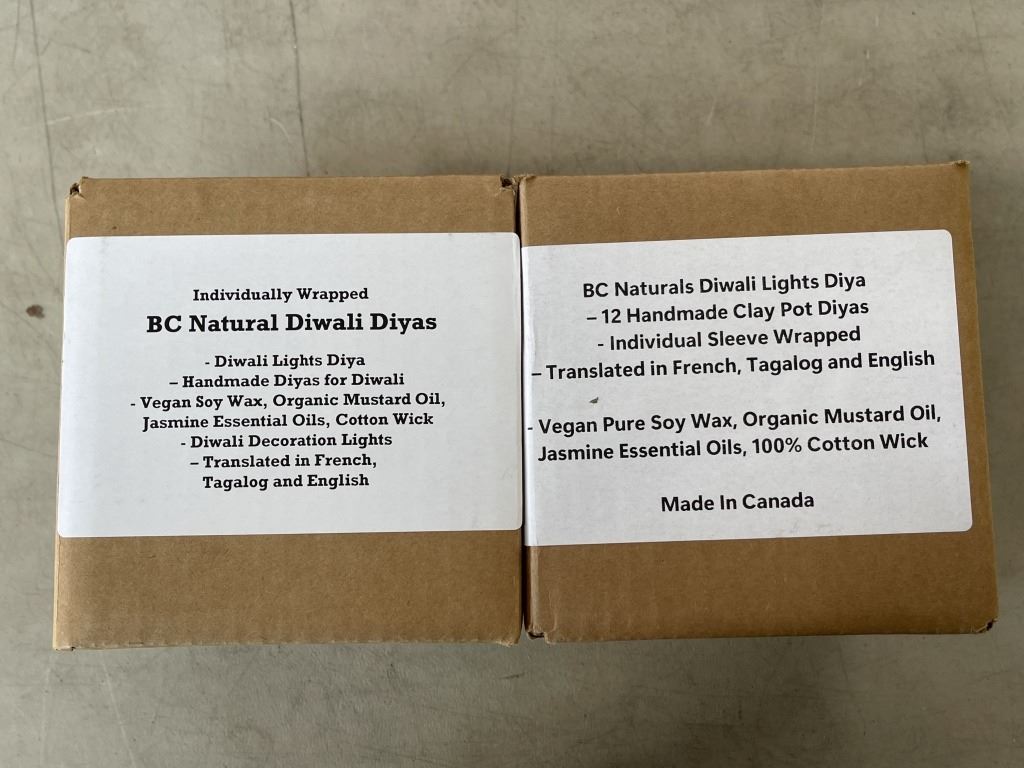 Individually Wrapped
BC Natural Diwali Diyas
- Diwali Lights Diya
– Handmade Diyas for Diwali
- Vegan Soy Wax, Organic Mustard Oil,
Jasmine Essential Oils, Cotton Wick
- Diwali Decoration Lights
– Translated in French,
Tagalog and English
BC Naturals Diwali Lights Diya
– 12 Handmade Clay Pot Diyas
- Individual Sleeve Wrapped
– Translated in French, Tagalog and English
- Vegan Pure Soy Wax, Organic Mustard Oil,
Jasmine Essential Oils, 100% Cotton Wick
Made In Canada